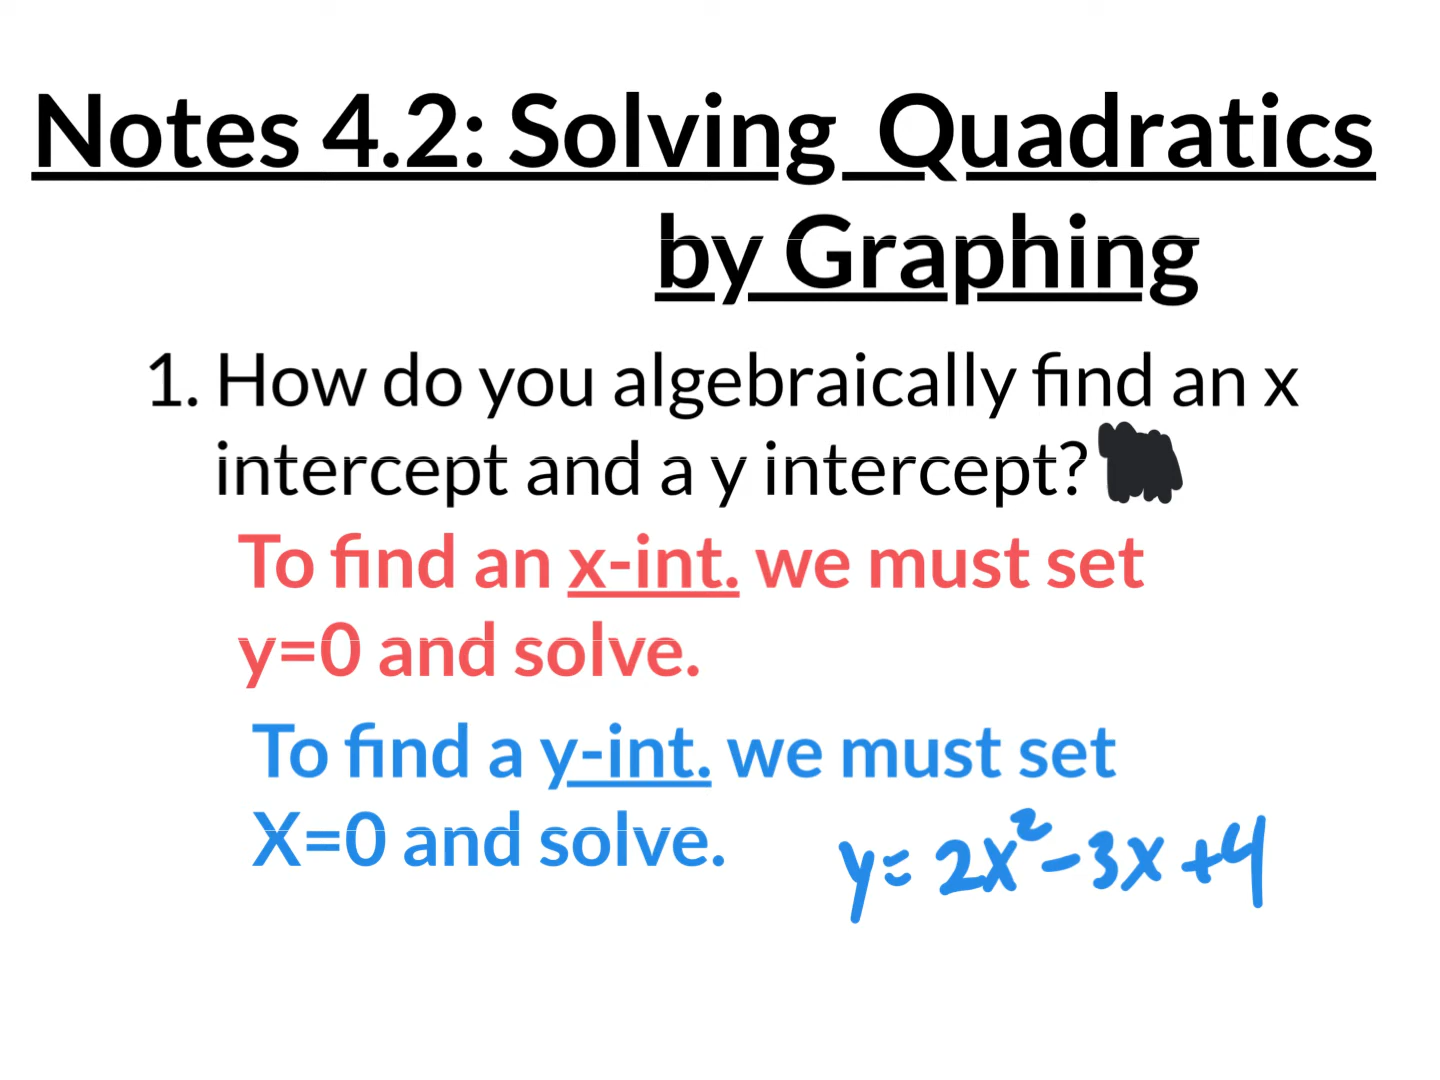 Notes 4.2: Solving Quadratics
by Graphing
1. How do you algebraically find an x
intercept and a y intercept?
To find an x-int. we must set
y=0 and solve.
To find a y-int. we must set
X=0 and solve.
y= 2x²-3x+4